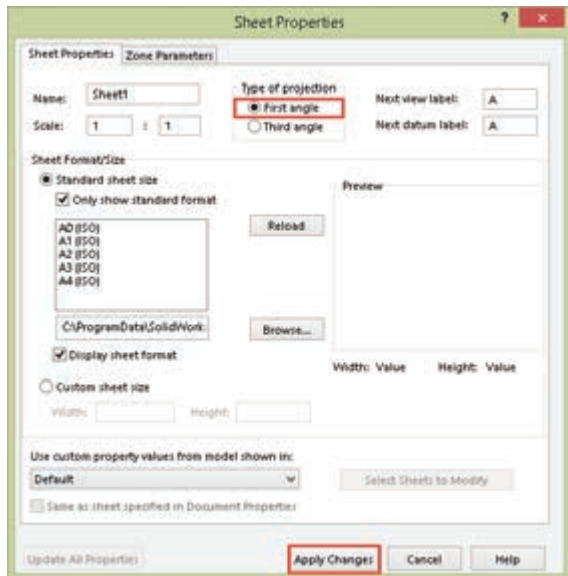 Sheet Properties ?
Sheet Properties Zone Parameters
Name: Sheet1
Scale: 1 : 1
Type of projection
First angle
Third angle
Next view label: A
Next datum label: A
Sheet Format/Size
Standard sheet size
Only show standard format
A0 (ISO)
A1 (ISO)
A2 (ISO)
A3 (ISO)
A4 (ISO)
Reload
C:\ProgramData\SolidWork:
Browse...
Display sheet format
Custom sheet size
Width: Height:
Preview
Width: Value Height: Value
Use custom property values from model shown in:
Default
Select Sheets to Modify
Same as sheet specified in Document Properties
Update All Properties Apply Changes Cancel Help